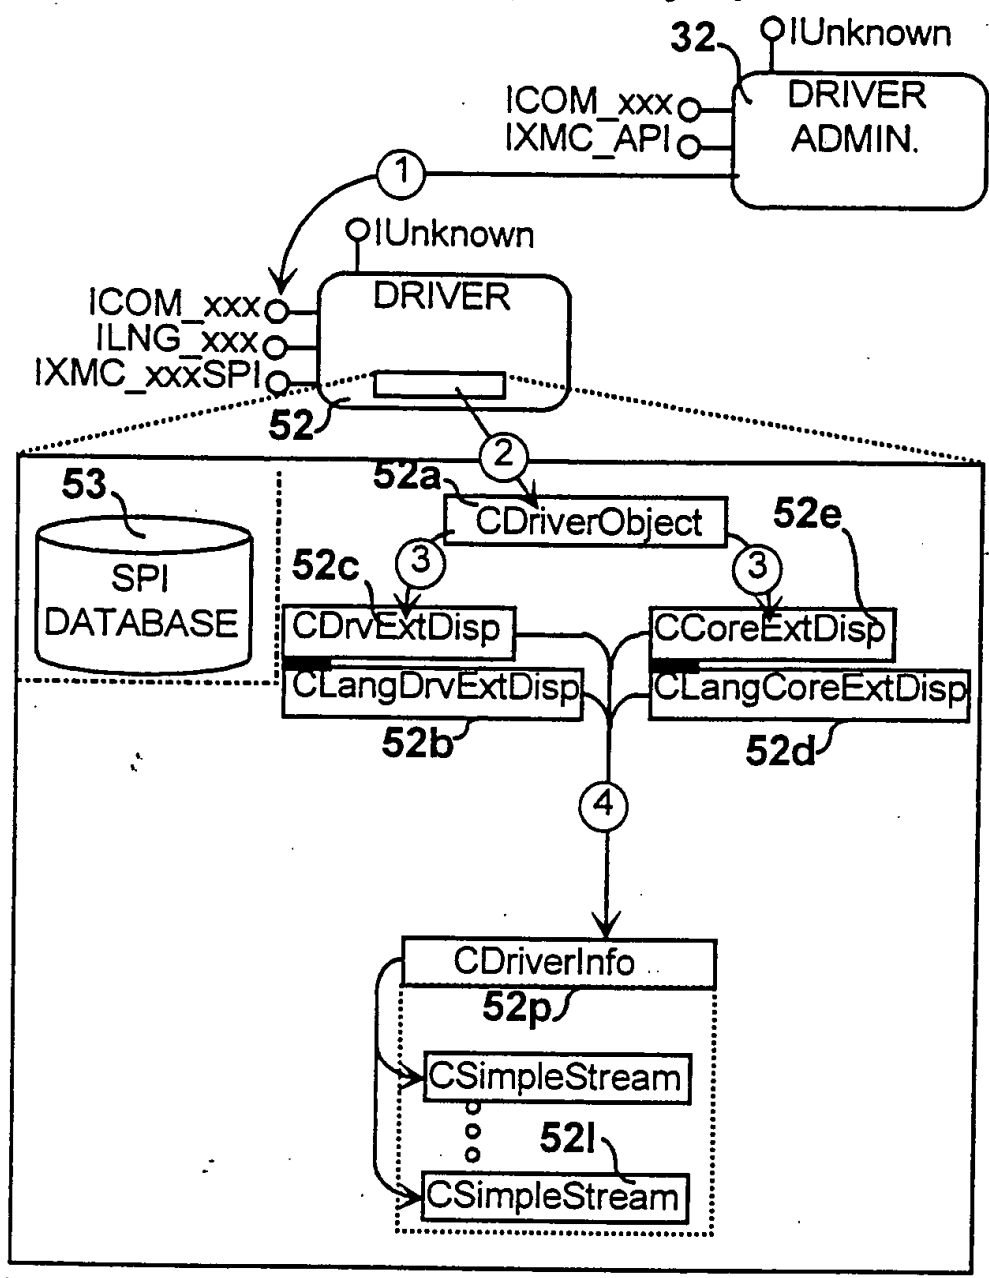 32
IUnknown
ICOM_xxx
IXMC_API
DRIVER
ADMIN.
1
IUnknown
ICOM_xxx
ILNG_xxx
IXMC_xxxSPI
DRIVER
52
2
53
SPI
DATABASE
52a
CDriverObject
52e
52c
3
3
CDrvExtDisp
CCoreExtDisp
CLangDrvExtDisp
CLangCoreExtDisp
52b
52d
4
CDriverInfo
52p
CSimpleStream
52l
CSimpleStream